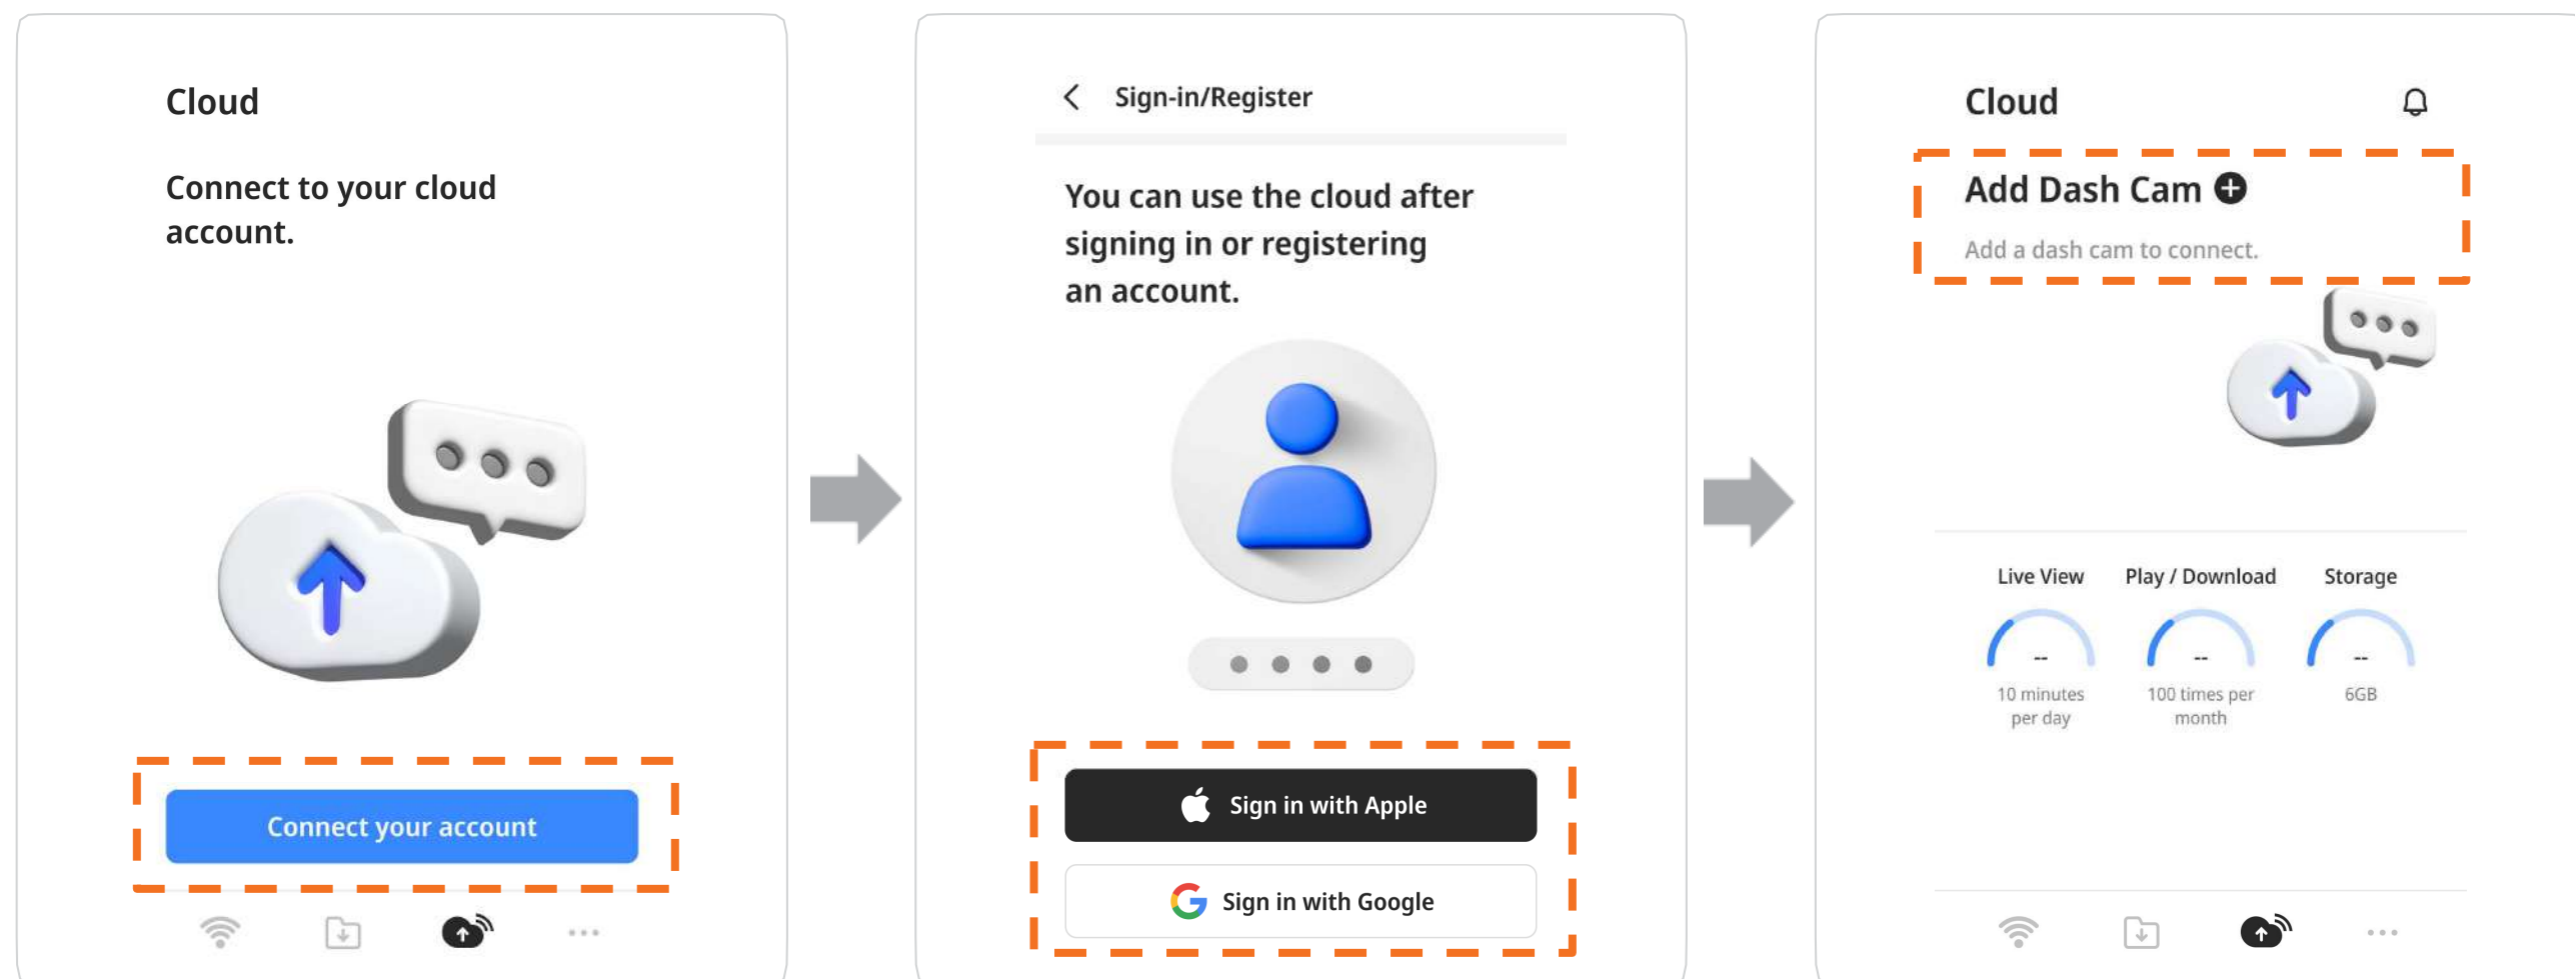 Cloud
Connect to your cloud
account.
Connect your account
Sign-in/Register
You can use the cloud after
signing in or registering
an account.
Sign in with Apple
Sign in with Google
Cloud
Add Dash Cam
Add a dash cam to connect.
Live View Play / Download Storage
-- -- --
10 minutes 100 times per 6GB
per day month